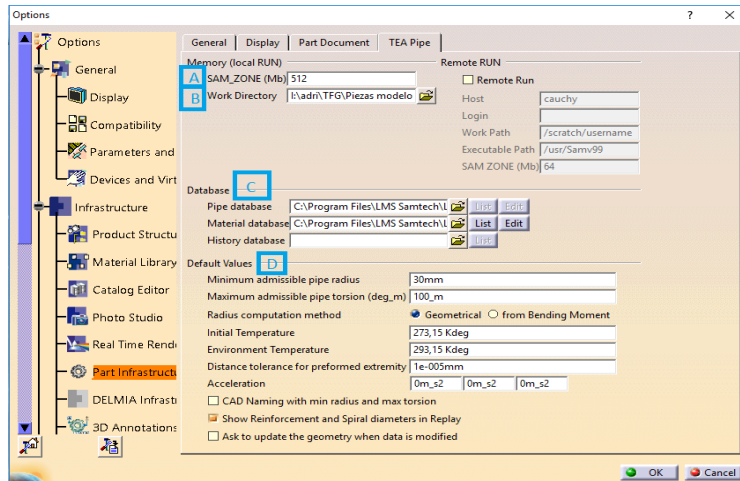 Options ? ×
Options
General
Display
Compatibility
Parameters and
Devices and Virt
Infrastructure
Product Structu
Material Library
Catalog Editor
Photo Studio
Real Time Rend
Part Infrastruct
DELMIA Infrast
3D Annotations
General Display Part Document TEA Pipe
Memory (local RUN)
A SAM_ZONE (Mb) 512
B Work Directory I:\adri\TFG\Piezas modelo
Remote RUN
Remote Run
Host cauchy
Login
Work Path /scratch/username
Executable Path /usr/Samv99
SAM ZONE (Mb) 64
Database C
Pipe database C:\Program Files\LMS Samtech\L List Edit
Material database C:\Program Files\LMS Samtech\L List Edit
History database List
Default Values D
Minimum admissible pipe radius 30mm
Maximum admissible pipe torsion (deg_m) 100_m
Radius computation method Geometrical from Bending Moment
Initial Temperature 273,15 Kdeg
Environment Temperature 293,15 Kdeg
Distance tolerance for preformed extremity 1e-005mm
Acceleration 0m_s2 0m_s2 0m_s2
CAD Naming with min radius and max torsion
Show Reinforcement and Spiral diameters in Replay
Ask to update the geometry when data is modified
OK Cancel